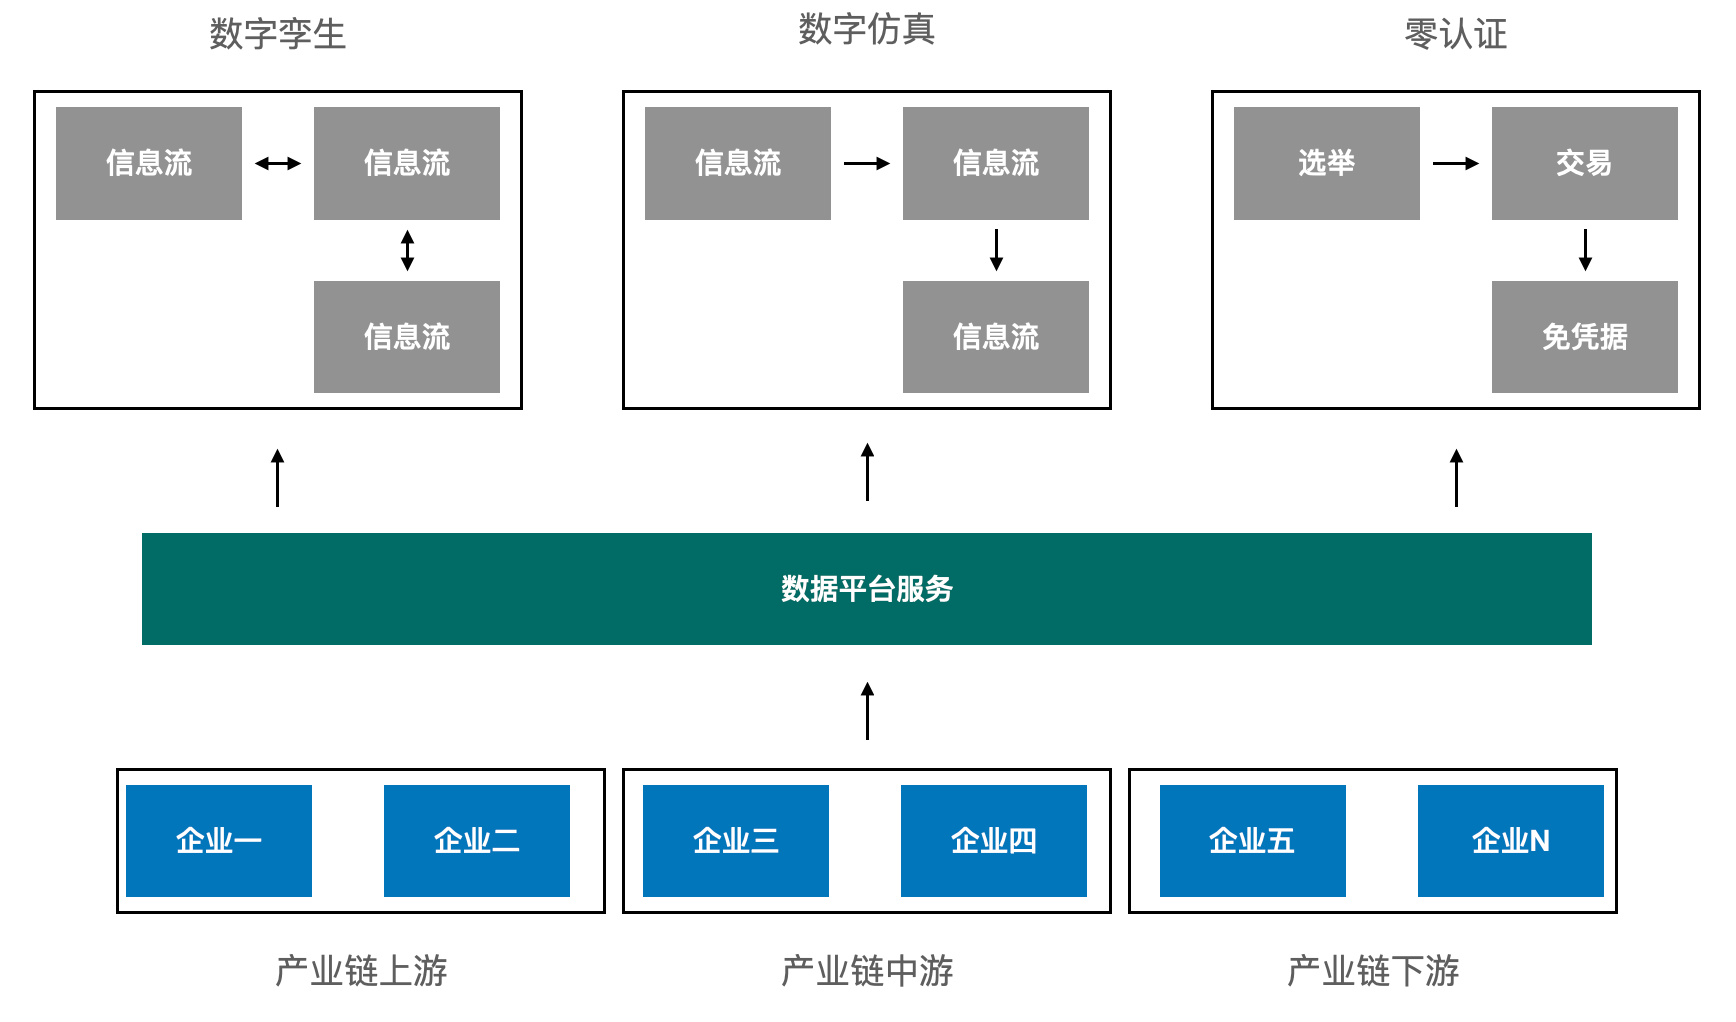 数字孪生
数字仿真
零认证
信息流
信息流
信息流
信息流
选举
交易
信息流
信息流
免凭据
数据平台服务
企业一
企业二
企业三
企业四
企业五
企业N
产业链上游
产业链中游
产业链下游